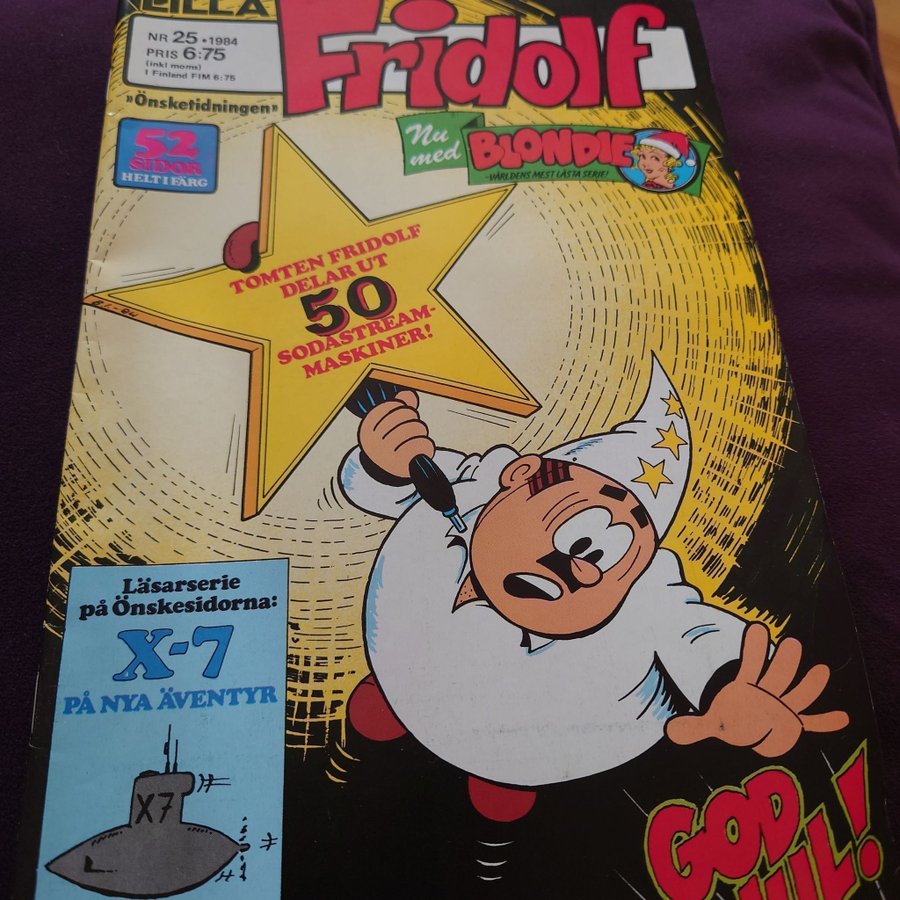 LILLA
Fridolf
NR 25 • 1984
PRIS 6:75
(inkl moms)
I Finland FIM 6:75
»Önsketidningen»
52
SIDOR
HELT I FÄRG
Nu
med
BLONDIE
-VÄRLDENS MEST LÄSTA SERIE!
TOMTEN FRIDOLF
DELAR UT
50
SODASTREAM-
MASKINER!
Läsarserie
på Önskesidorna:
X-7
PÅ NYA ÄVENTYR
X7
GOD
JUL!